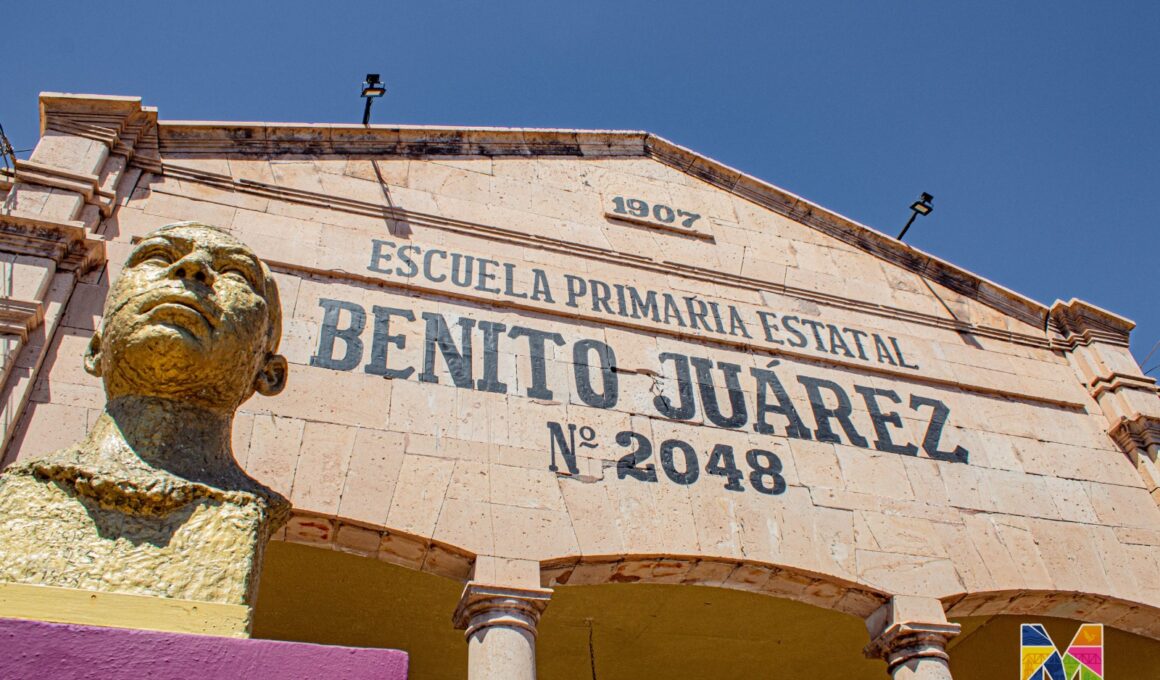 1907
ESCUELA PRIMARIA ESTATAL
BENITO JUÁREZ
Nº 2048
M